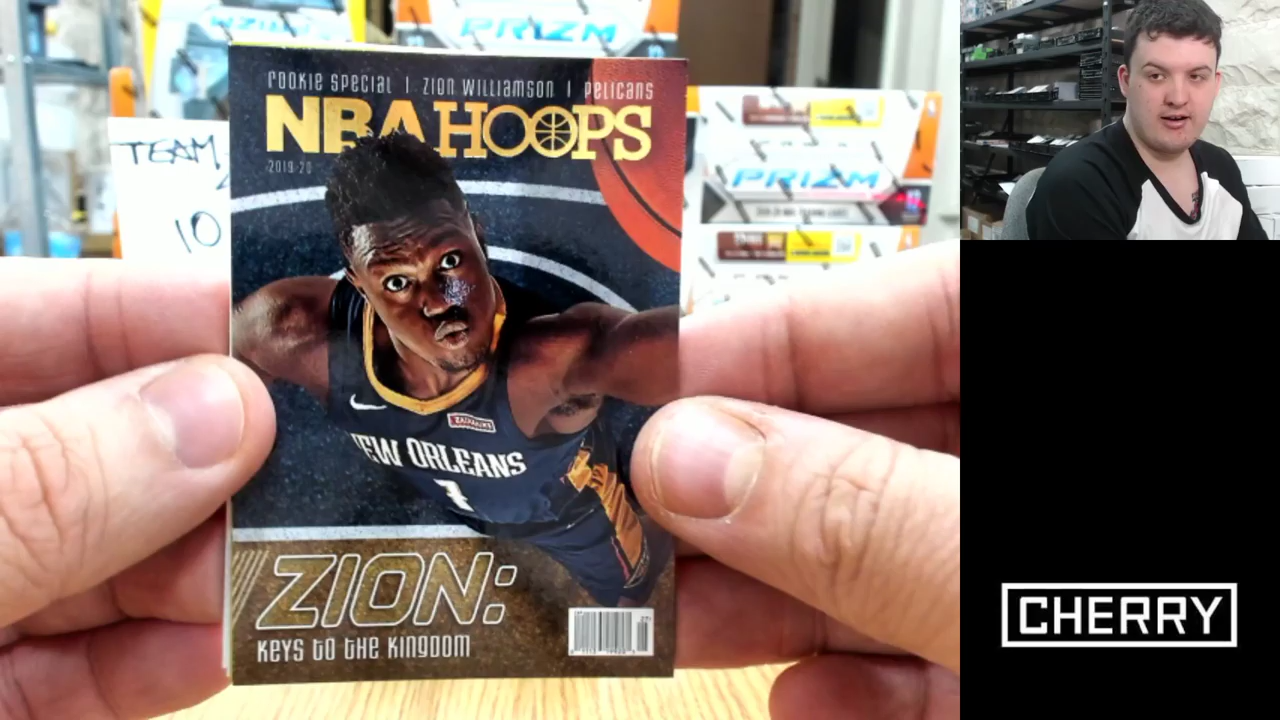 PRIZM
rookie special | zion williamson | pelicans
NBA HOOPS
2019-20
TEAM
10
PRIZM
NEW ORLEANS
1
ZION:
keys to the kingdom
CHERRY